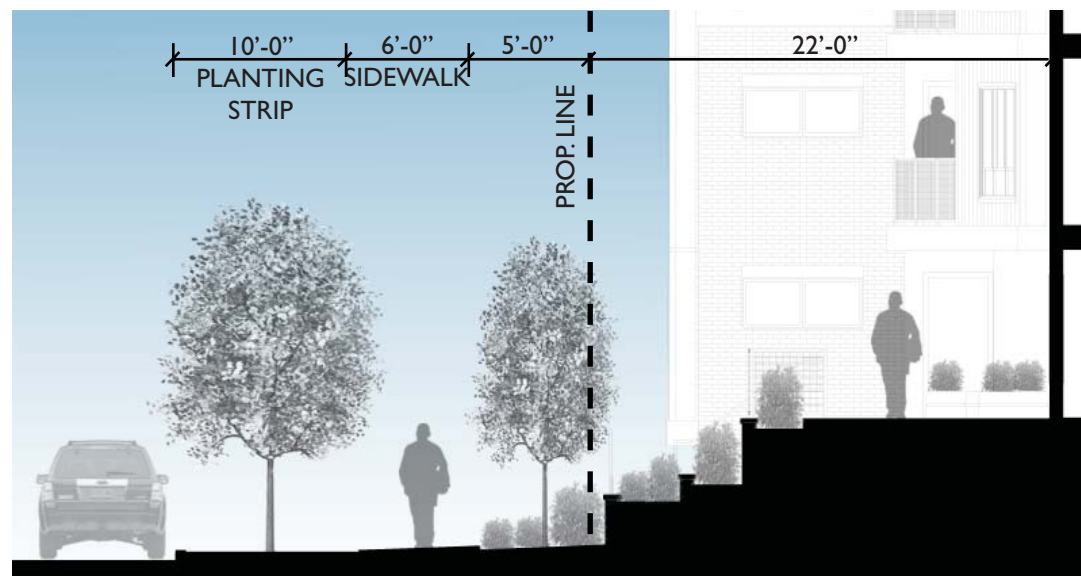 10’-0”
PLANTING
STRIP
6’-0”
SIDEWALK
5’-0”
PROP. LINE
22’-0”